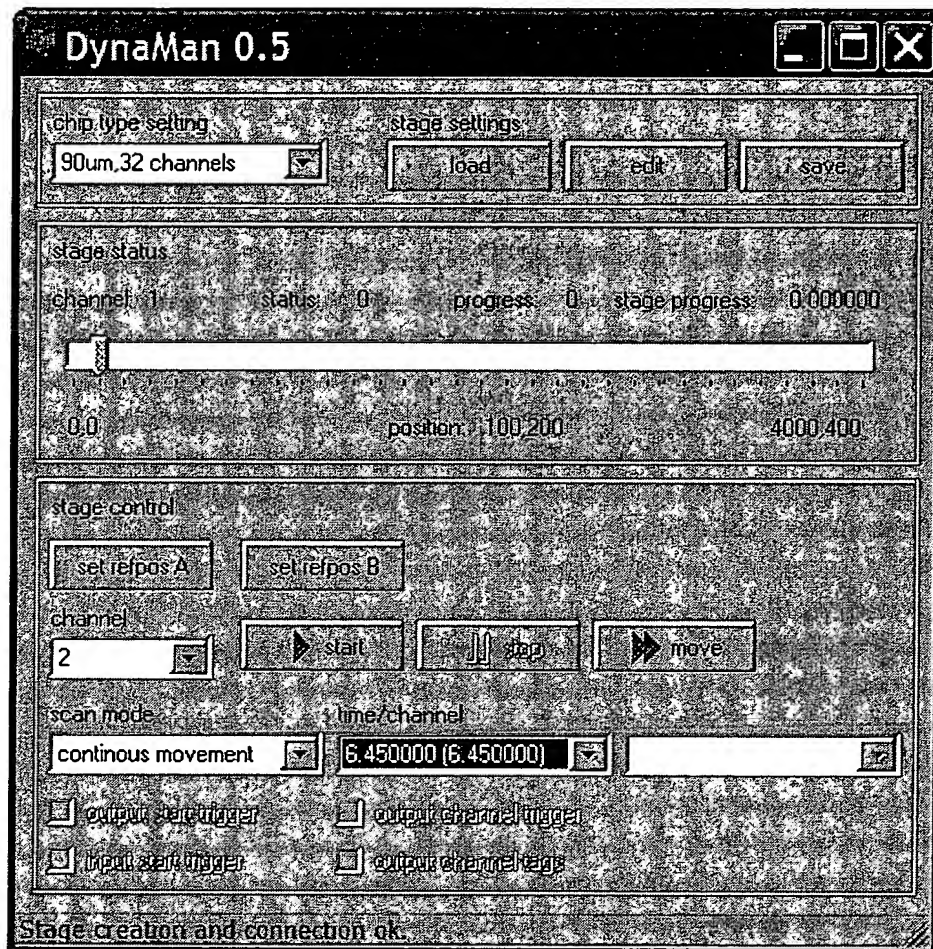 DynaMan 0.5
chip type setting
stage settings
90um,32 channels
load
edit
save
stage status
channel: 1 status: 0 progress: 0 stage progress: 0.000000
0,0 position: 100,200 4000,400
stage control
set refpos A
set refpos B
channel
2
start
stop
move
scan mode
time/channel
continous movement
6.450000 (6.450000)
output start trigger
output channel trigger
input start trigger
output channel tags
Stage creation and connection ok.